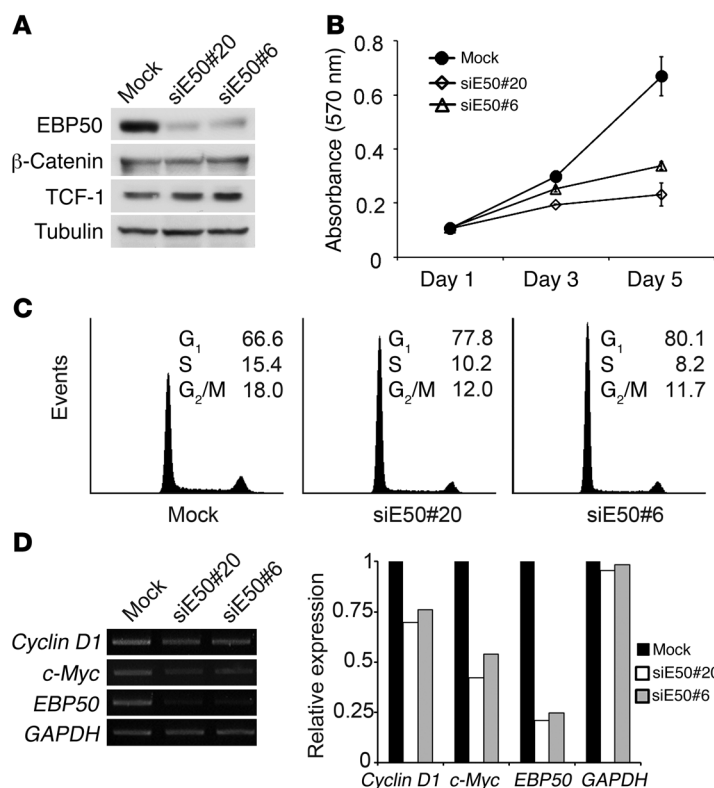 A
Mock
siE50#20
siE50#6
EBP50
β-Catenin
TCF-1
Tubulin
B
Absorbance (570 nm)
0.8
0.6
0.4
0.2
0
Mock
siE50#20
siE50#6
Day 1
Day 3
Day 5
C
Events
G1 66.6
S 15.4
G2/M 18.0
Mock
G1 77.8
S 10.2
G2/M 12.0
siE50#20
G1 80.1
S 8.2
G2/M 11.7
siE50#6
D
Mock
siE50#20
siE50#6
Cyclin D1
c-Myc
EBP50
GAPDH
Relative expression
1
0.75
0.5
0.25
0
Cyclin D1
c-Myc
EBP50
GAPDH
Mock
siE50#20
siE50#6